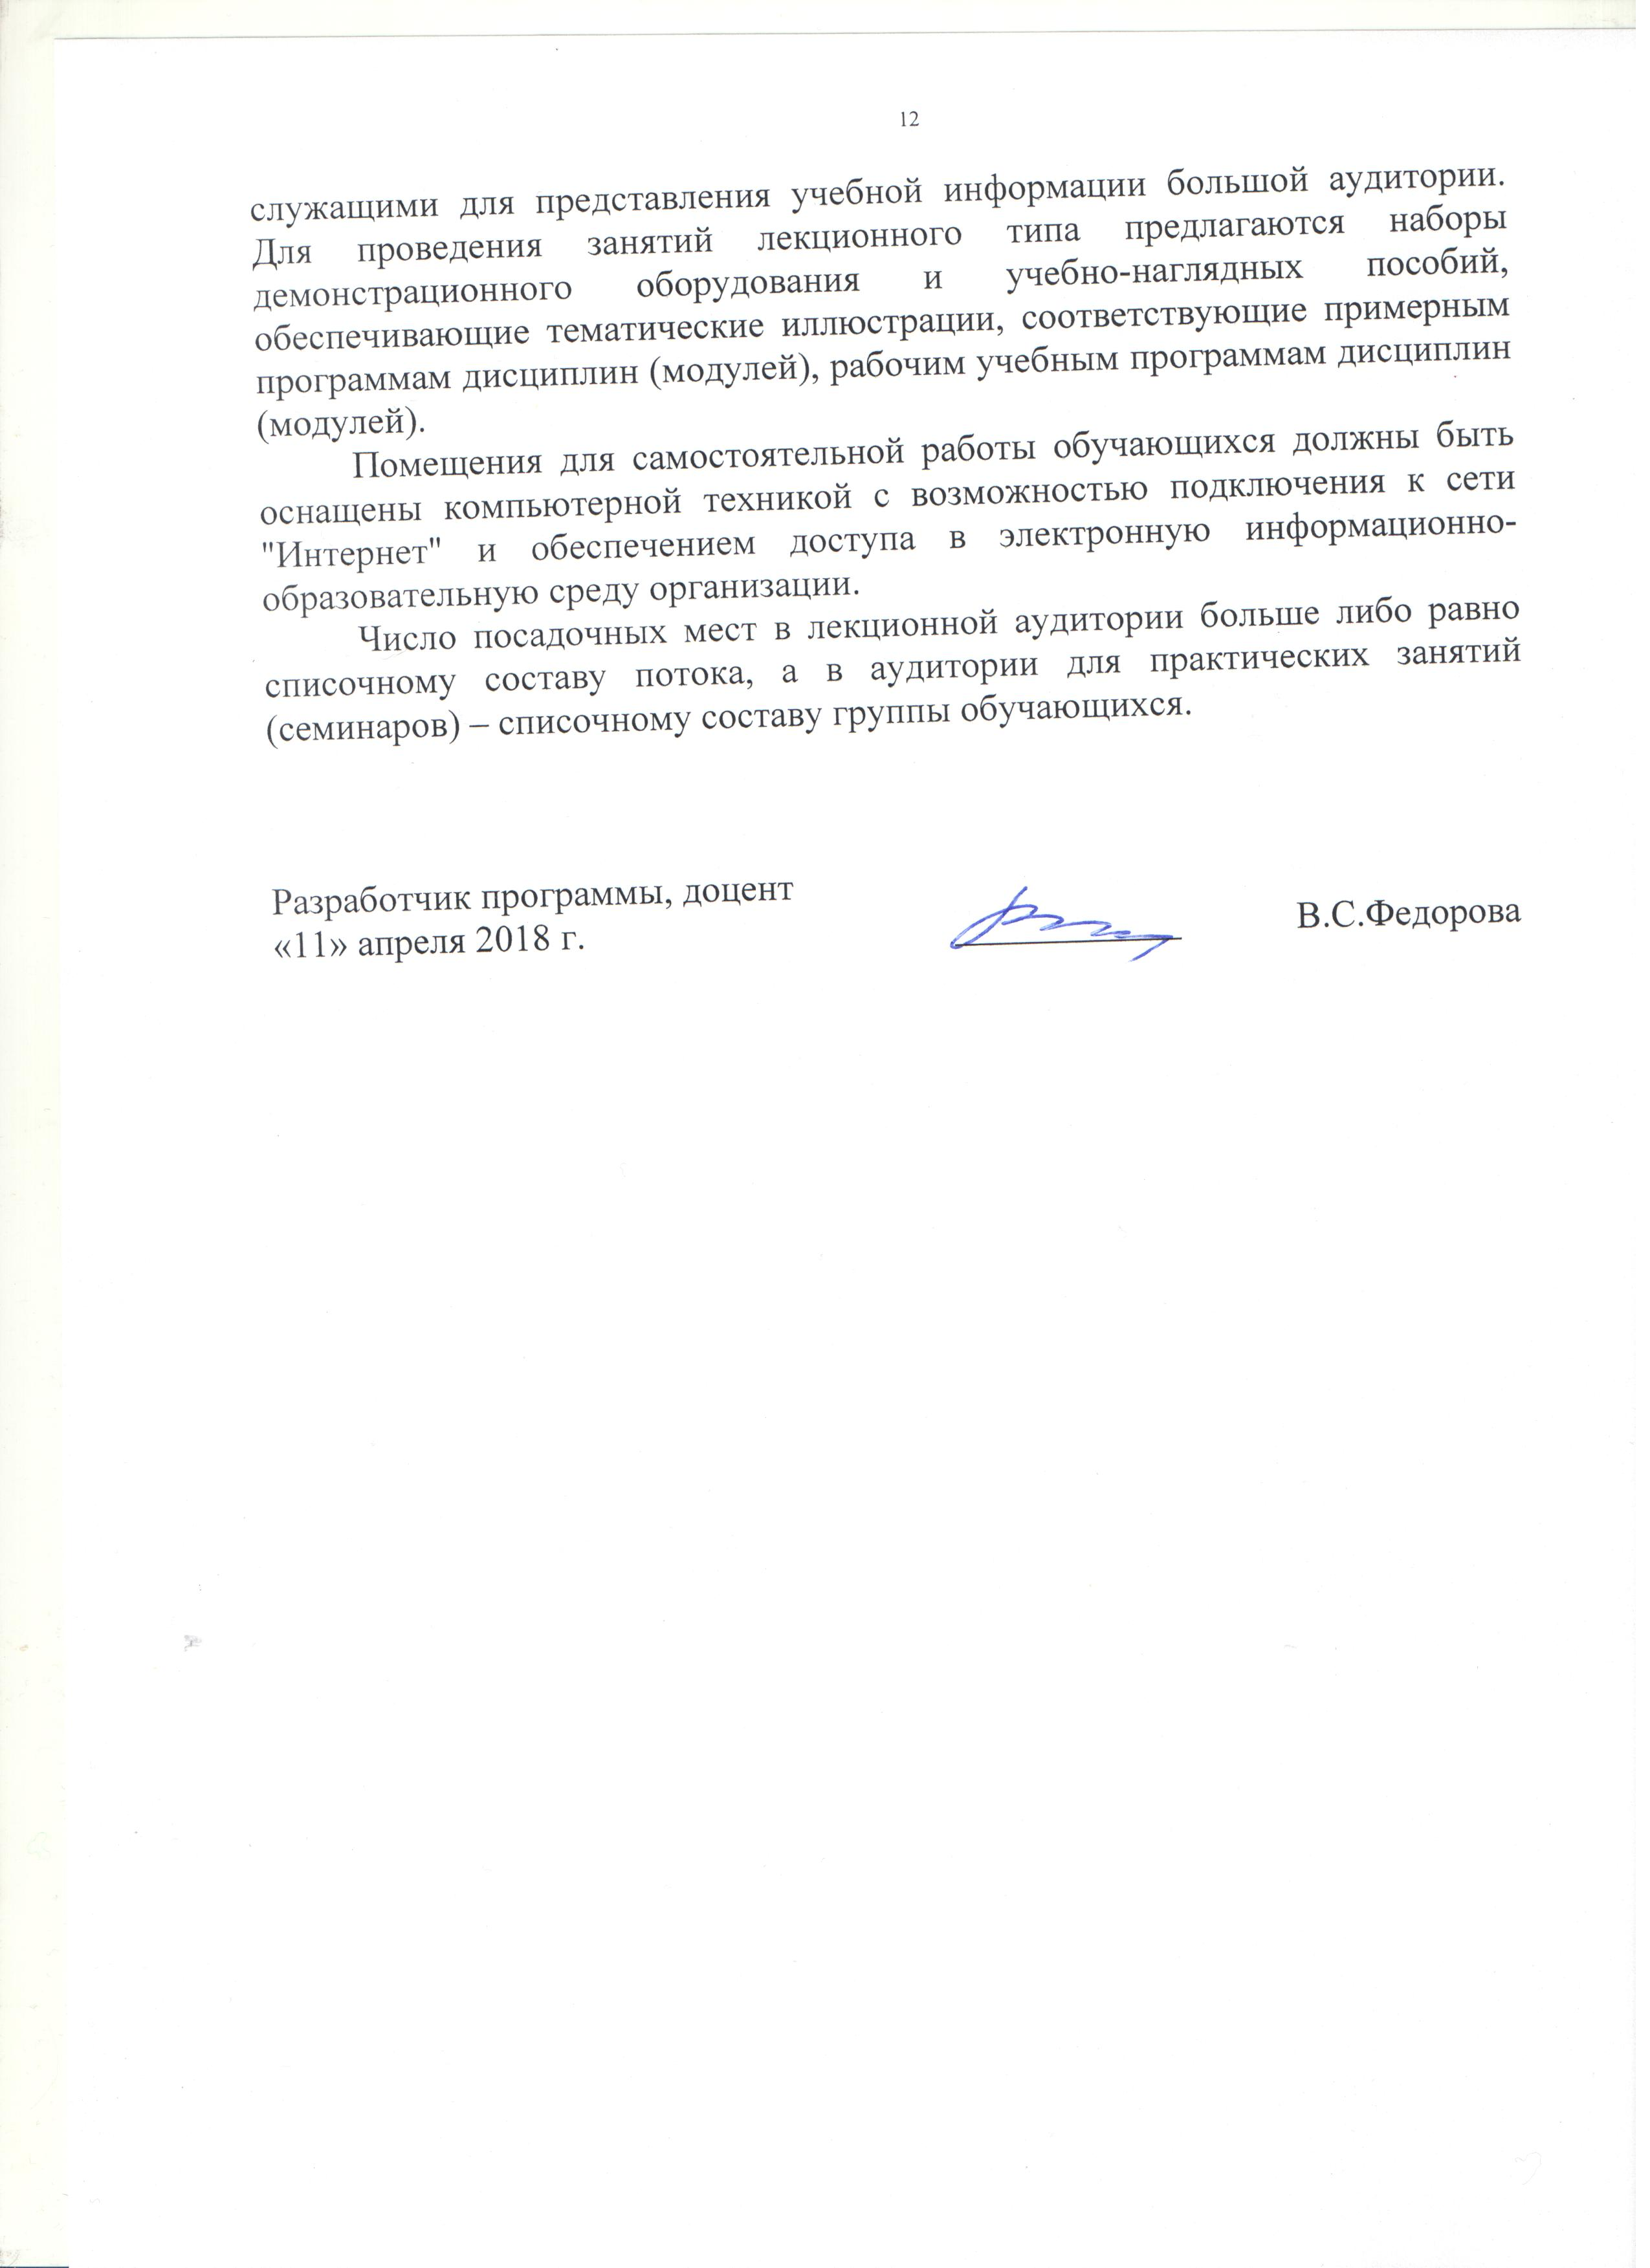 12
служащими для представления учебной информации большой аудитории.
Для проведения занятий лекционного типа предлагаются наборы
демонстрационного оборудования и учебно-наглядных пособий,
обеспечивающие тематические иллюстрации, соответствующие примерным
программам дисциплин (модулей), рабочим учебным программам дисциплин
(модулей).
Помещения для самостоятельной работы обучающихся должны быть
оснащены компьютерной техникой с возможностью подключения к сети
"Интернет" и обеспечением доступа в электронную информационно-
образовательную среду организации.
Число посадочных мест в лекционной аудитории больше либо равно
списочному составу потока, а в аудитории для практических занятий
(семинаров) – списочному составу группы обучающихся.
Разработчик программы, доцент
«11» апреля 2018 г.
В.С.Федорова